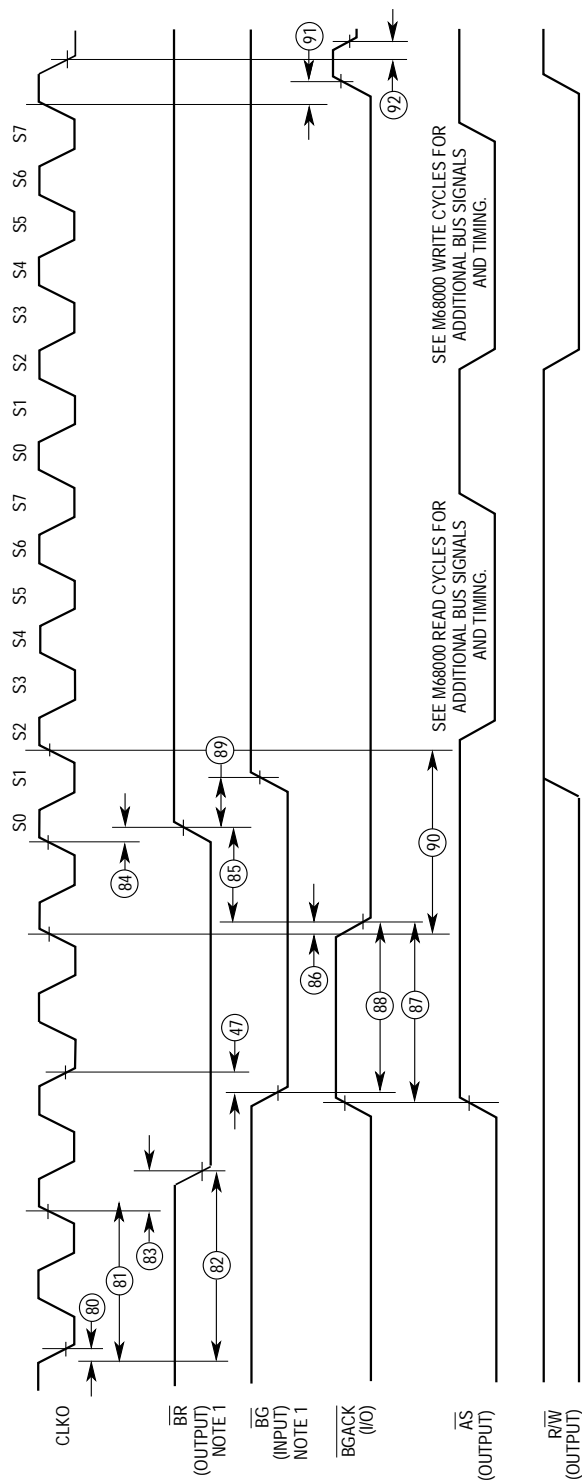 S0 S1 S2 S3 S4 S5 S6 S7 S0 S1 S2 S3 S4 S5 S6 S7
CLKO
80
81
83
82
84
BR
(OUTPUT)
NOTE 1
47
85
89
BG
(INPUT)
NOTE 1
86
88
87
91
92
BGACK
(I/O)
90
AS
(OUTPUT)
SEE M68000 READ CYCLES FOR
ADDITIONAL BUS SIGNALS
AND TIMING.
SEE M68000 WRITE CYCLES FOR
ADDITIONAL BUS SIGNALS
AND TIMING.
R/W
(OUTPUT)